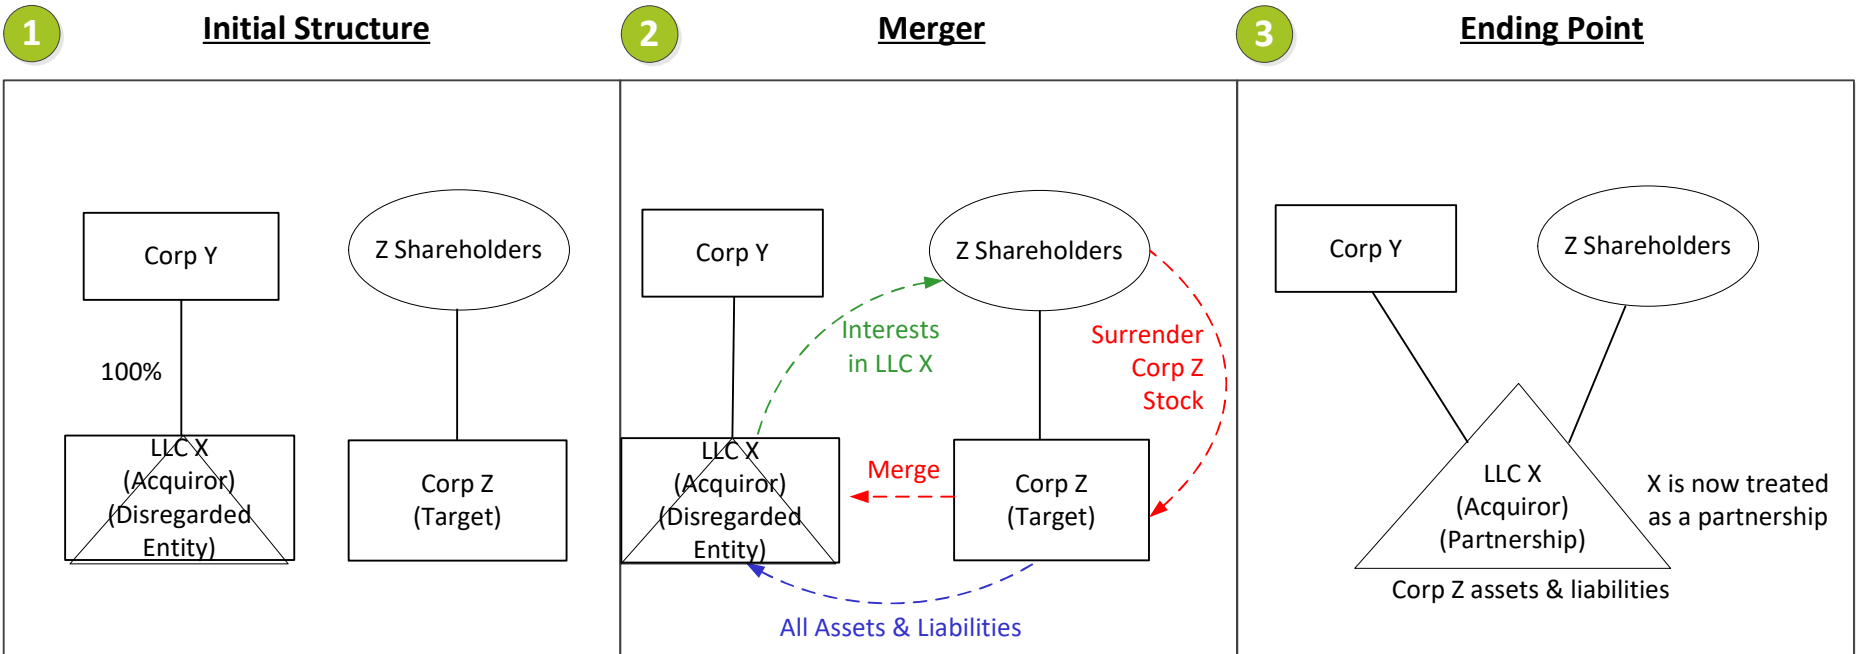 1
Initial Structure
2
Merger
3
Ending Point
Corp Y
Z Shareholders
100%
LLC X
(Acquiror)
(Disregarded
Entity)
Corp Z
(Target)
Corp Y
Z Shareholders
Interests
in LLC X
Surrender
Corp Z
Stock
LLC X
(Acquiror)
(Disregarded
Entity)
Merge
Corp Z
(Target)
All Assets & Liabilities
Corp Y
Z Shareholders
LLC X
(Acquiror)
(Partnership)
X is now treated
as a partnership
Corp Z assets & liabilities